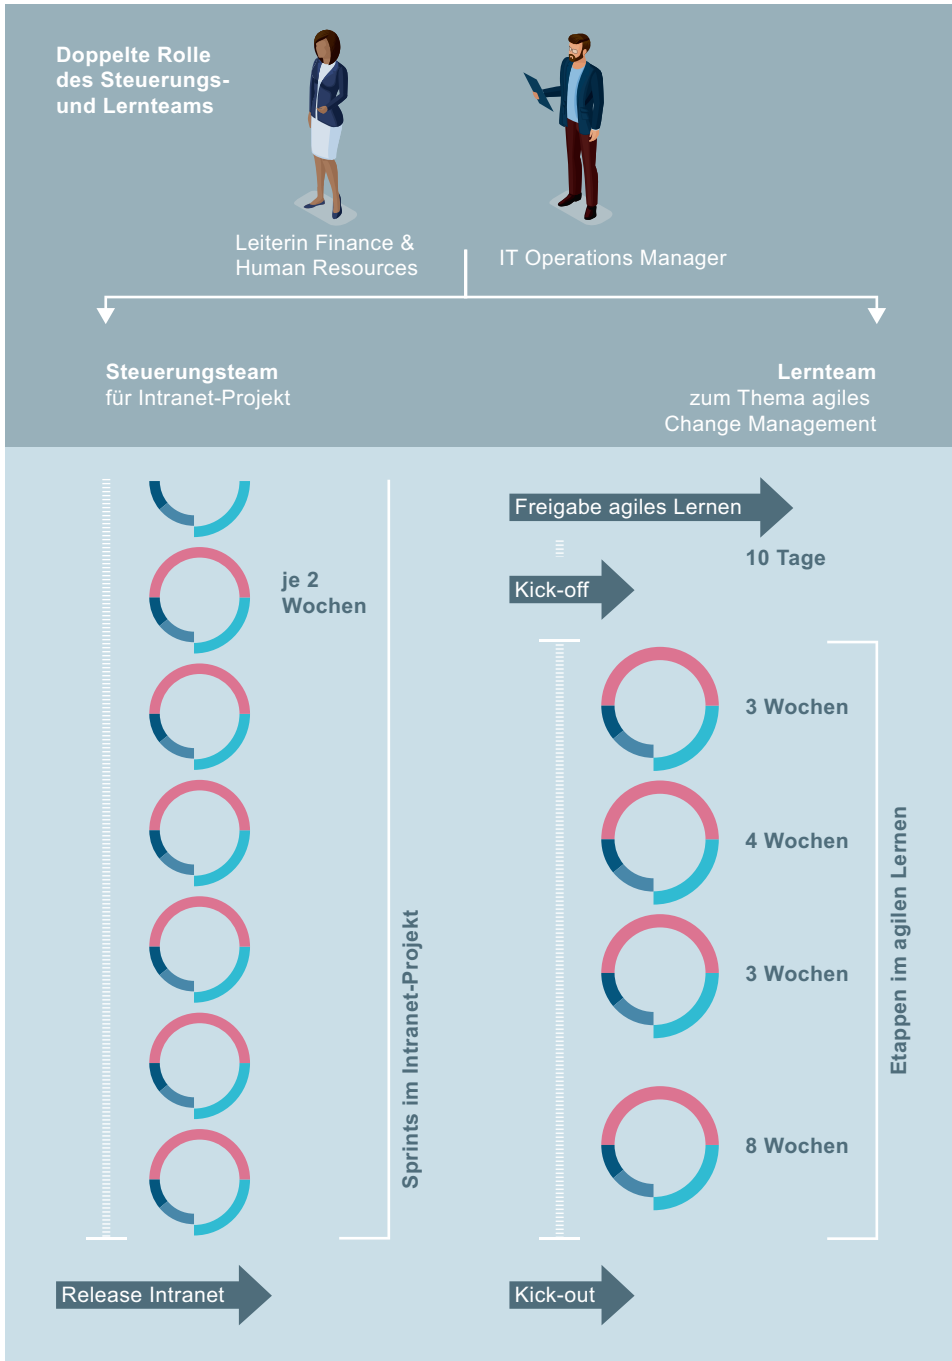 Doppelte Rolle
des Steuerungs-
und Lernteams
Leiterin Finance &
Human Resources
IT Operations Manager
Steuerungsteam
für Intranet-Projekt
Lernteam
zum Thema agiles
Change Management
je 2
Wochen
Sprints im Intranet-Projekt
Release Intranet
Freigabe agiles Lernen
10 Tage
Kick-off
3 Wochen
4 Wochen
3 Wochen
8 Wochen
Etappen im agilen Lernen
Kick-out